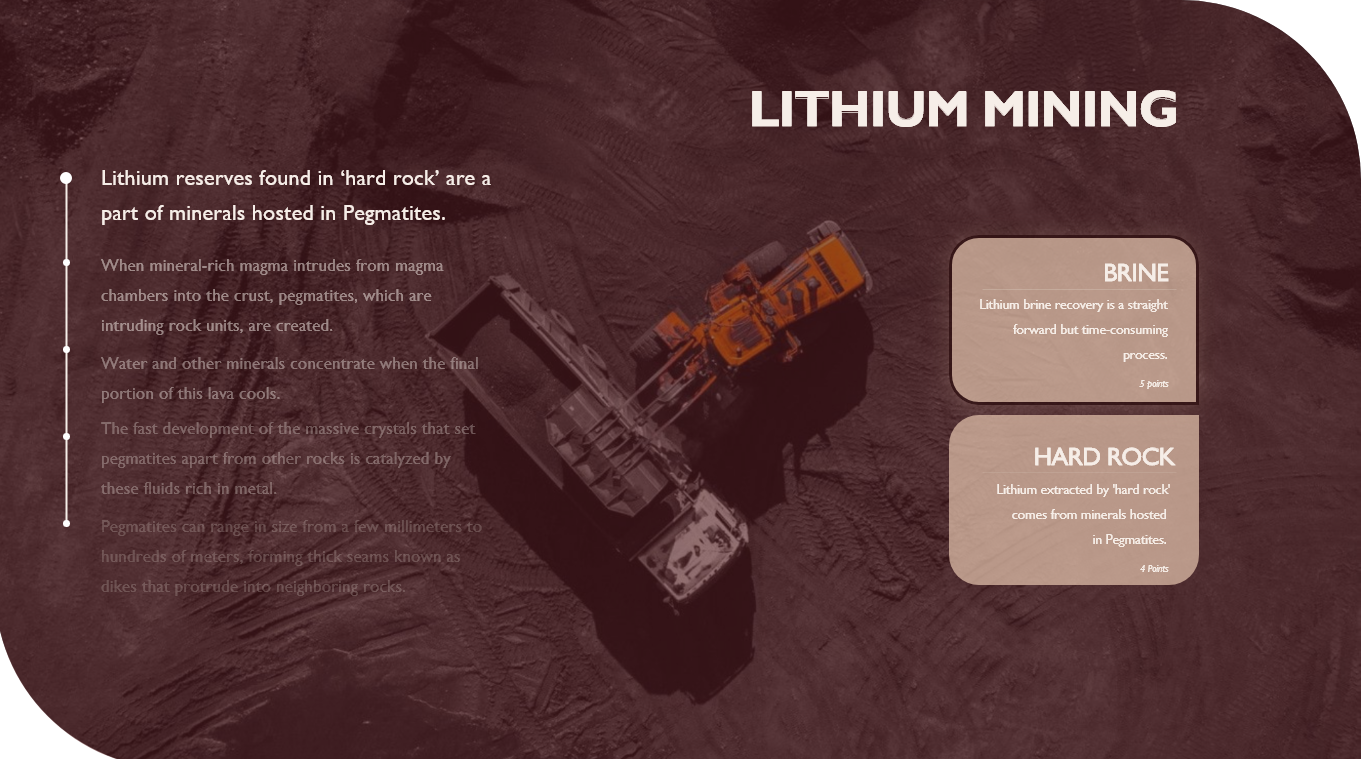 LITHIUM MINING
Lithium reserves found in ‘hard rock’ are a
part of minerals hosted in Pegmatites.
When mineral-rich magma intrudes from magma
chambers into the crust, pegmatites, which are
intruding rock units, are created.
Water and other minerals concentrate when the final
portion of this lava cools.
The fast development of the massive crystals that set
pegmatites apart from other rocks is catalyzed by
these fluids rich in metal.
Pegmatites can range in size from a few millimeters to
hundreds of meters, forming thick seams known as
dikes that protrude into neighboring rocks.
BRINE
Lithium brine recovery is a straight
forward but time-consuming
process.
5 points
HARD ROCK
Lithium extracted by 'hard rock'
comes from minerals hosted
in Pegmatites.
4 Points